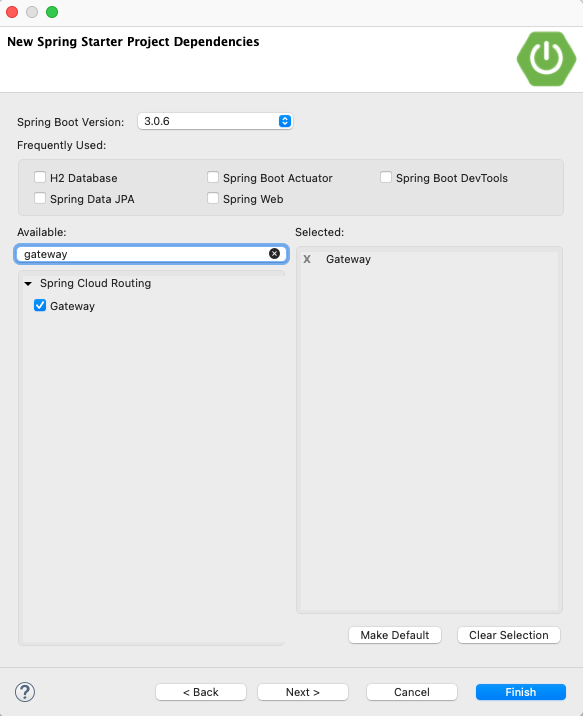 New Spring Starter Project Dependencies
Spring Boot Version: 3.0.6
Frequently Used:
H2 Database Spring Boot Actuator Spring Boot DevTools
Spring Data JPA Spring Web
Available: Selected:
gateway
X Gateway
Spring Cloud Routing
Gateway
Make Default Clear Selection
? < Back Next > Cancel Finish